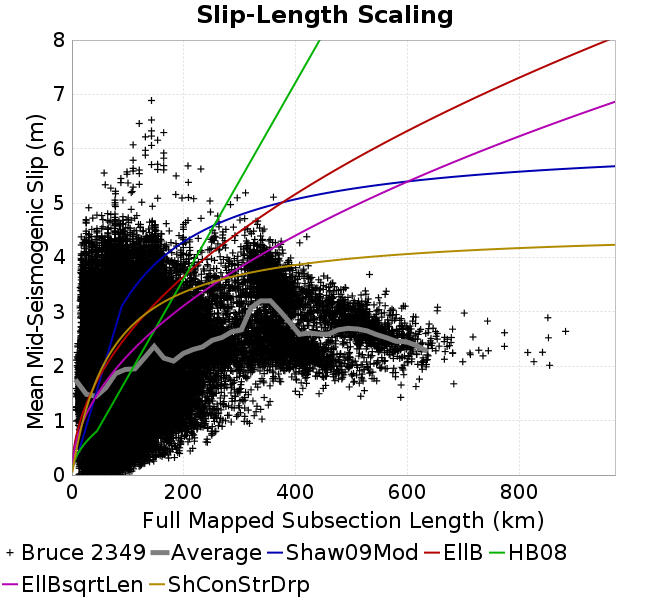 Slip-Length Scaling
8
7
6
5
4
3
2
1
0
Mean Mid-Seismogenic Slip (m)
0 200 400 600 800
Full Mapped Subsection Length (km)
Bruce 2349 Average Shaw09Mod EllB HB08
EllBsqrtLen ShConStrDrp